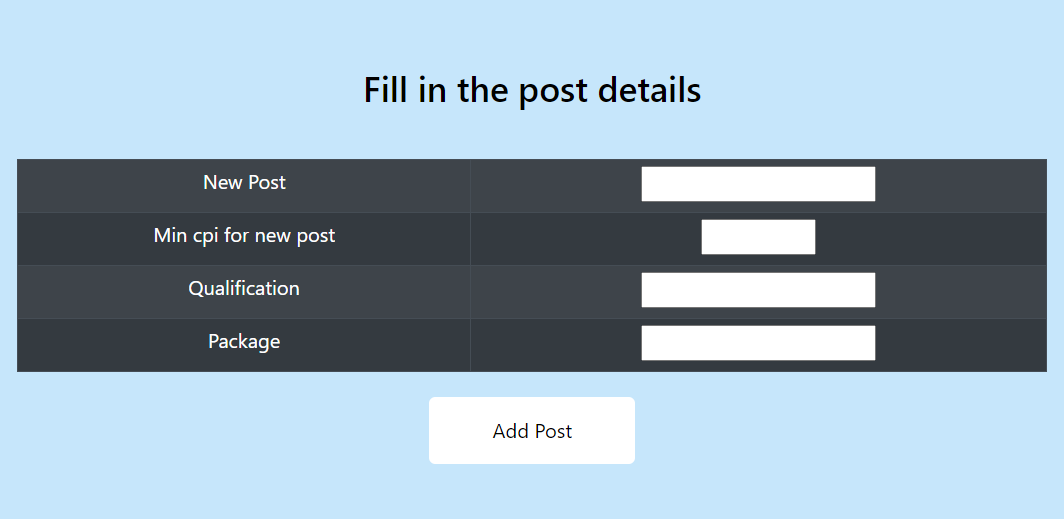 Fill in the post details
New Post
Min cpi for new post
Qualification
Package
Add Post